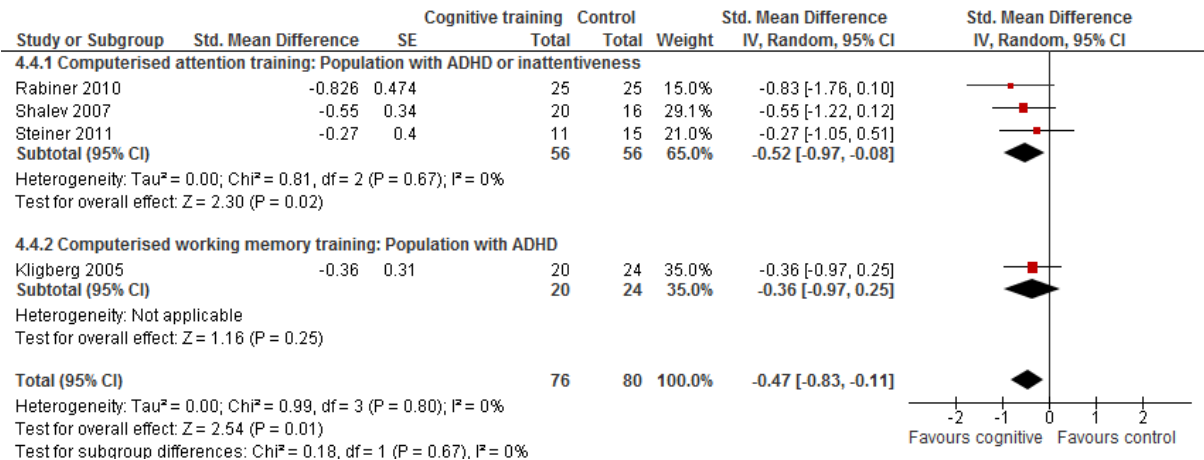 Cognitive training Control Std. Mean Difference Std. Mean Difference
Study or Subgroup Std. Mean Difference SE Total Total Weight IV, Random, 95% CI IV, Random, 95% CI
4.4.1 Computerised attention training: Population with ADHD or inattentiveness
Rabiner 2010 -0.826 0.474 25 25 15.0% -0.83 [-1.76, 0.10]
Shalev 2007 -0.55 0.34 20 16 29.1% -0.55 [-1.22, 0.12]
Steiner 2011 -0.27 0.4 11 15 21.0% -0.27 [-1.05, 0.51]
Subtotal (95% CI) 56 56 65.0% -0.52 [-0.97, -0.08]
Heterogeneity: Tau² = 0.00; Chi² = 0.81, df = 2 (P = 0.67); I² = 0%
Test for overall effect: Z = 2.30 (P = 0.02)
4.4.2 Computerised working memory training: Population with ADHD
Kligberg 2005 -0.36 0.31 20 24 35.0% -0.36 [-0.97, 0.25]
Subtotal (95% CI) 20 24 35.0% -0.36 [-0.97, 0.25]
Heterogeneity: Not applicable
Test for overall effect: Z = 1.16 (P = 0.25)
Total (95% CI) 76 80 100.0% -0.47 [-0.83, -0.11]
Heterogeneity: Tau² = 0.00; Chi² = 0.99, df = 3 (P = 0.80); I² = 0%
Test for overall effect: Z = 2.54 (P = 0.01)
Test for subgroup differences: Chi² = 0.18, df = 1 (P = 0.67), I² = 0%
-2 -1 0 1 2
Favours cognitive Favours control